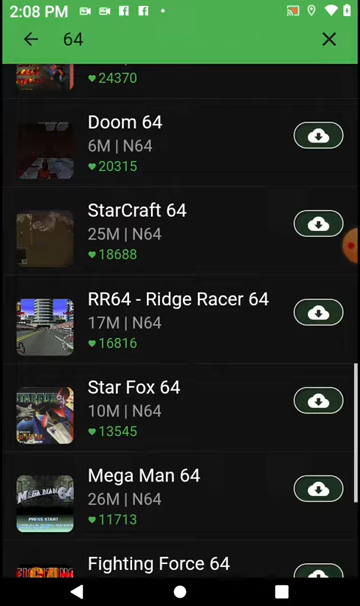 2:08 PM
64
24370
Doom 64
6M | N64
20315
StarCraft 64
25M | N64
18688
RR64 - Ridge Racer 64
17M | N64
16816
Star Fox 64
10M | N64
13545
Mega Man 64
26M | N64
11713
Fighting Force 64